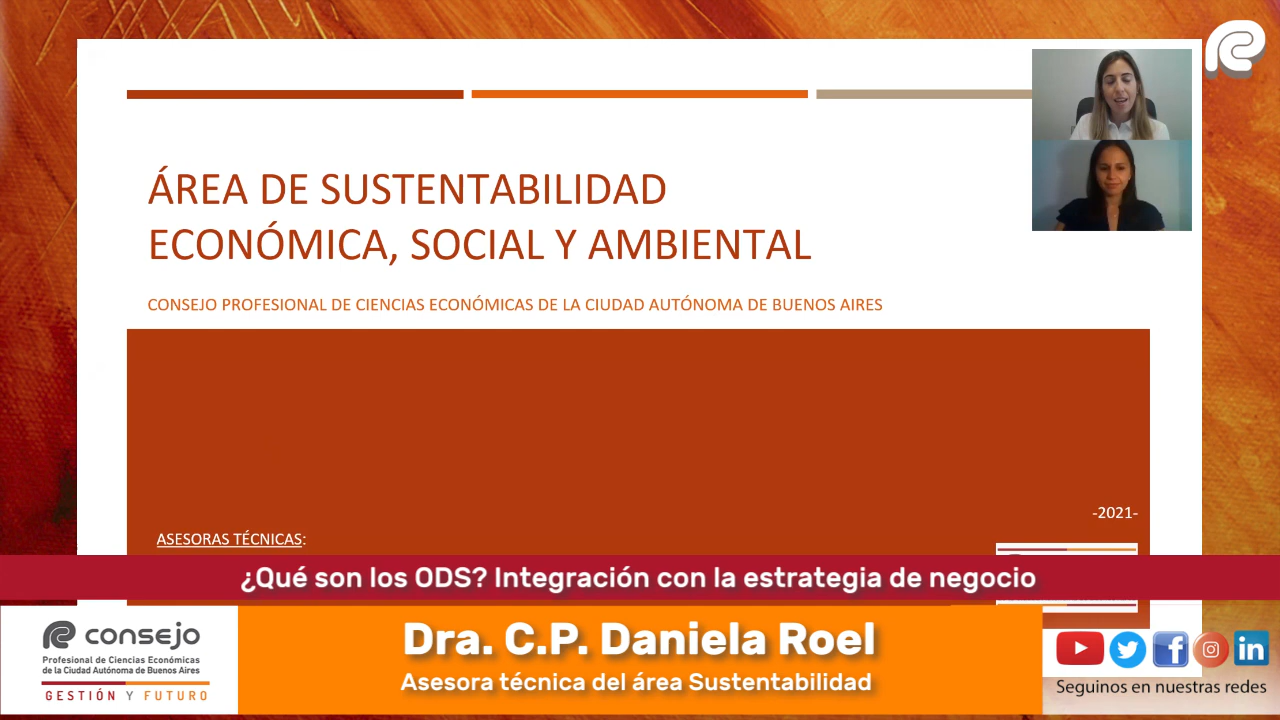 ÁREA DE SUSTENTABILIDAD
ECONÓMICA, SOCIAL Y AMBIENTAL
CONSEJO PROFESIONAL DE CIENCIAS ECONÓMICAS DE LA CIUDAD AUTÓNOMA DE BUENOS AIRES
-2021-
ASESORAS TÉCNICAS:
¿Qué son los ODS? Integración con la estrategia de negocio
consejo
Profesional de Ciencias Económicas
de la Ciudad Autónoma de Buenos Aires
GESTIÓN Y FUTURO
Dra. C.P. Daniela Roel
Asesora técnica del área Sustentabilidad
Seguinos en nuestras redes